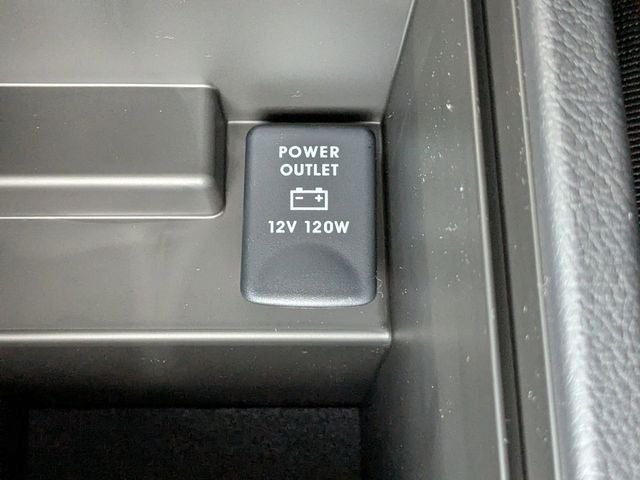 POWER
OUTLET
- +
12V 120W